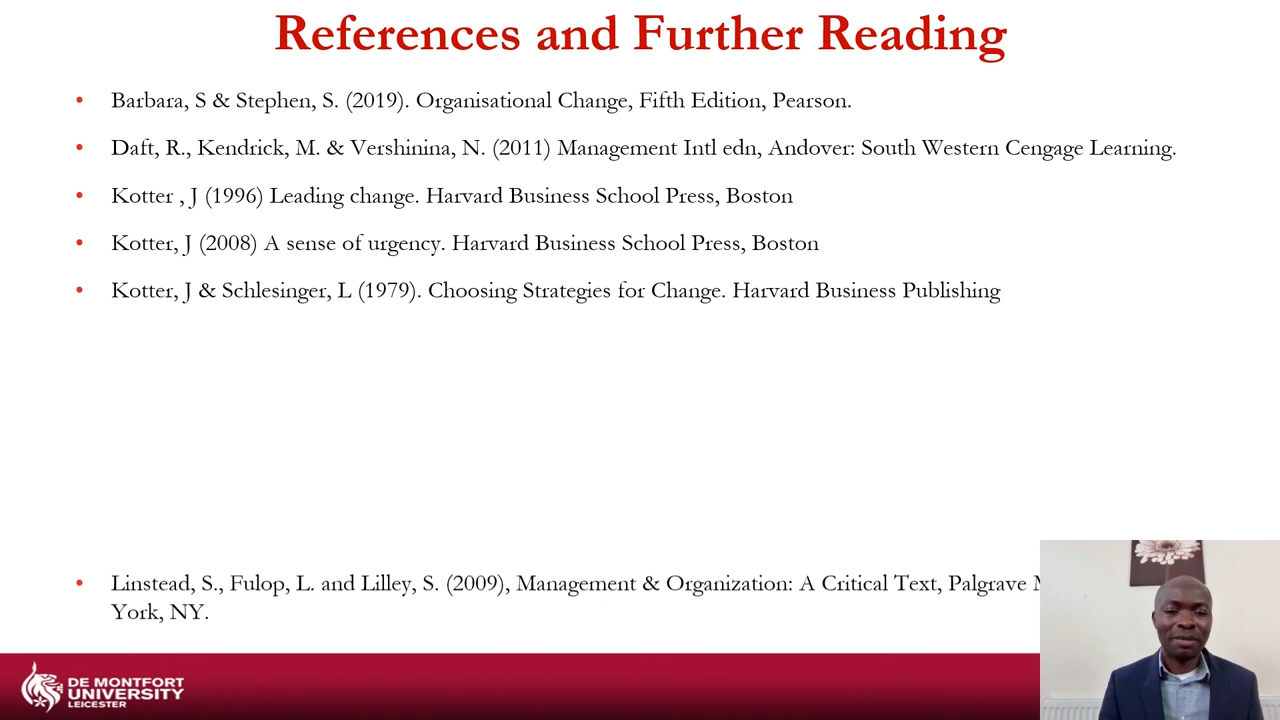 References and Further Reading
• Barbara, S & Stephen, S. (2019). Organisational Change, Fifth Edition, Pearson.
• Daft, R., Kendrick, M. & Vershinina, N. (2011) Management Intl edn, Andover: South Western Cengage Learning.
• Kotter , J (1996) Leading change. Harvard Business School Press, Boston
• Kotter, J (2008) A sense of urgency. Harvard Business School Press, Boston
• Kotter, J & Schlesinger, L (1979). Choosing Strategies for Change. Harvard Business Publishing
• Linstead, S., Fulop, L. and Lilley, S. (2009), Management & Organization: A Critical Text, Palgrave
York, NY.
DE MONTFORT
UNIVERSITY
LEICESTER